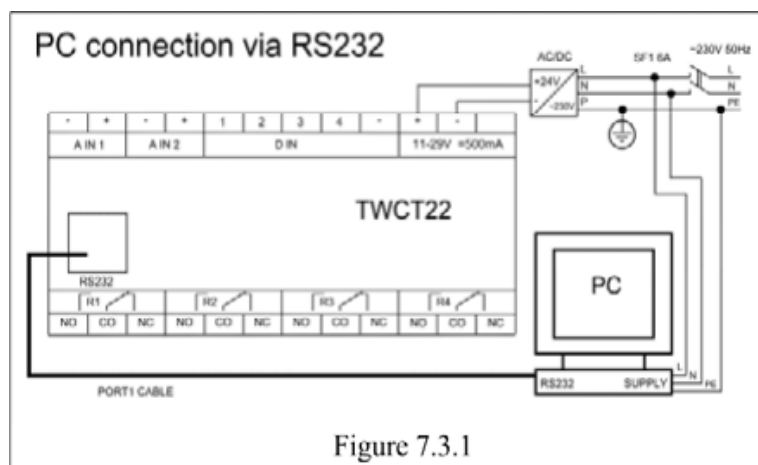 PC connection via RS232
AC/DC
SF1 6A
~230V 50Hz
+24V
-
~230V
L
N
P
L
N
PE
- + - + 1 2 3 4 - + -
A IN 1 A IN 2 D IN 11-29V =500mA
TWCT22
RS232
R1 R2 R3 R4
NO CO NC NO CO NC NO CO NC NO CO NC
PC
L
N
PE
RS232 SUPPLY
PORT1 CABLE
Figure 7.3.1